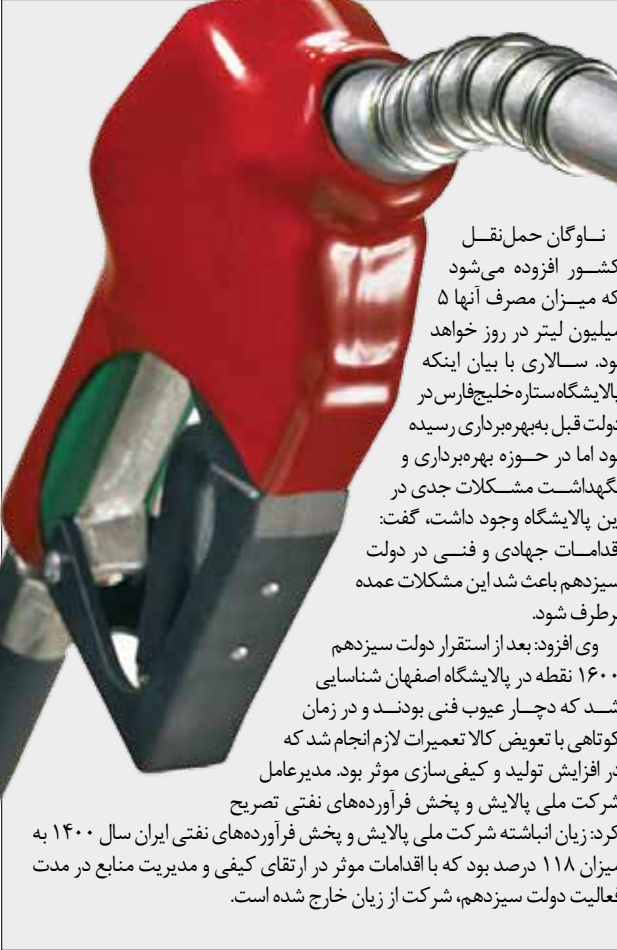 نـاوگان حمل‌نقـل
کشـور افزوده می‌شود
که میـزان مصرف آنها ۵
میلیون لیتر در روز خواهد
بود. سـالاری با بیان اینکه
پالایشگاه ستاره خلیج‌فارس در
دولت قبل به‌بهره‌برداری رسیده
بود اما در حـوزه بهره‌برداری و
نگهداشـت مشـکلات جدی در
این پالایشگاه وجود داشت، گفت:
اقدامـات جهادی و فنـی در دولت
سیزدهم باعث شد این مشکلات عمده
برطرف شود.
وی افزود: بعد از استقرار دولت سیزدهم
۱۶۰۰ نقطه در پالایشگاه اصفهان شناسایی
شـد که دچـار عیوب فنی بودنـد و در زمان
کوتاهی با تعویض کالا تعمیرات لازم انجام شد که
در افزایش تولید و کیفی‌سازی موثر بود. مدیرعامل
شرکت ملی پالایش و پخش فرآورده‌های نفتی تصریح
کرد: زیان انباشته شرکت ملی پالایش و پخش فرآورده‌های نفتی ایران سال ۱۴۰۰ به
میزان ۱۱۸ درصد بود که با اقدامات موثر در ارتقای کیفی و مدیریت منابع در مدت
فعالیت دولت سیزدهم، شرکت از زیان خارج شده است.